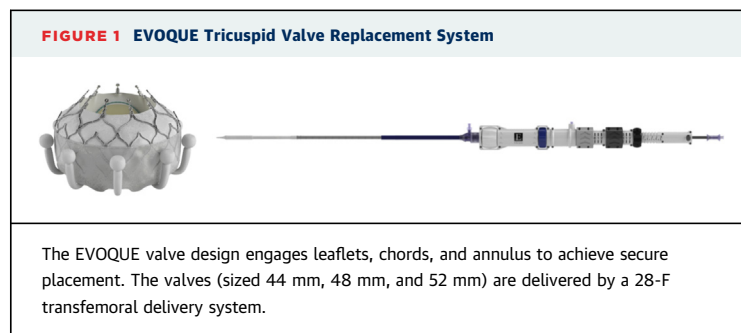 FIGURE 1 EVOQUE Tricuspid Valve Replacement System
The EVOQUE valve design engages leaflets, chords, and annulus to achieve secure
placement. The valves (sized 44 mm, 48 mm, and 52 mm) are delivered by a 28-F
transfemoral delivery system.